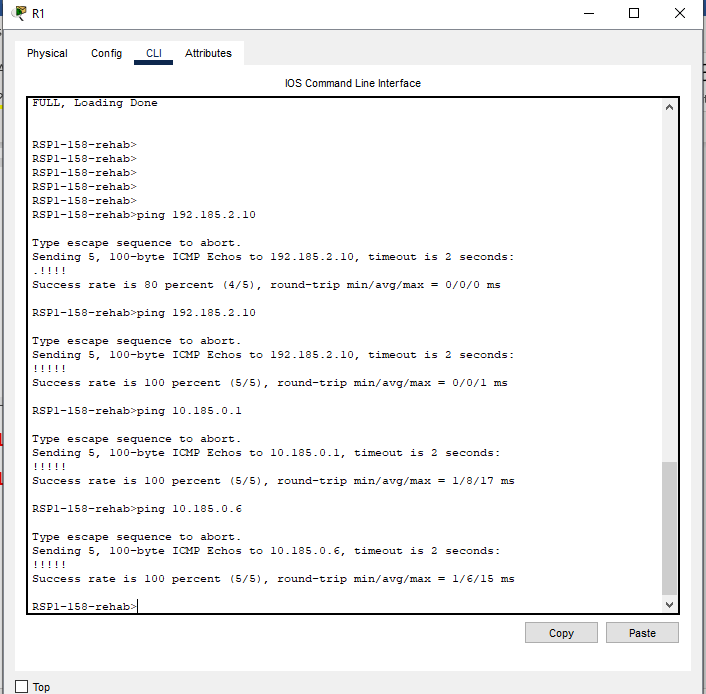 R1
Physical Config CLI Attributes
IOS Command Line Interface
FULL, Loading Done
RSP1-158-rehab>
RSP1-158-rehab>
RSP1-158-rehab>
RSP1-158-rehab>
RSP1-158-rehab>
RSP1-158-rehab>ping 192.185.2.10
Type escape sequence to abort.
Sending 5, 100-byte ICMP Echos to 192.185.2.10, timeout is 2 seconds:
.!!!!
Success rate is 80 percent (4/5), round-trip min/avg/max = 0/0/0 ms
RSP1-158-rehab>ping 192.185.2.10
Type escape sequence to abort.
Sending 5, 100-byte ICMP Echos to 192.185.2.10, timeout is 2 seconds:
!!!!!
Success rate is 100 percent (5/5), round-trip min/avg/max = 0/0/1 ms
RSP1-158-rehab>ping 10.185.0.1
Type escape sequence to abort.
Sending 5, 100-byte ICMP Echos to 10.185.0.1, timeout is 2 seconds:
!!!!!
Success rate is 100 percent (5/5), round-trip min/avg/max = 1/8/17 ms
RSP1-158-rehab>ping 10.185.0.6
Type escape sequence to abort.
Sending 5, 100-byte ICMP Echos to 10.185.0.6, timeout is 2 seconds:
!!!!!
Success rate is 100 percent (5/5), round-trip min/avg/max = 1/6/15 ms
RSP1-158-rehab>
Copy Paste
Top